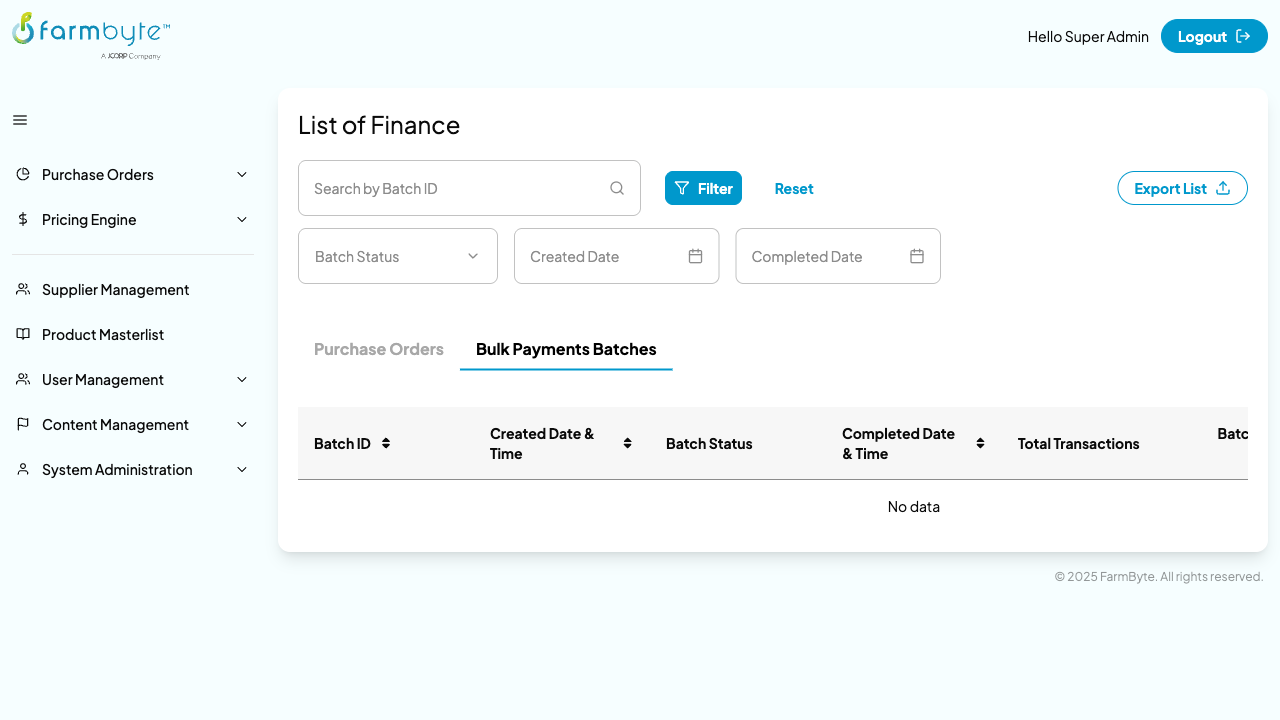 farmbyte™
A JCORP Company
Hello Super Admin
Logout
Purchase Orders
Pricing Engine
Supplier Management
Product Masterlist
User Management
Content Management
System Administration
List of Finance
Search by Batch ID
Filter
Reset
Export List
Batch Status
Created Date
Completed Date
Purchase Orders
Bulk Payments Batches
Batch ID
Created Date &
Time
Batch Status
Completed Date
& Time
Total Transactions
Batc
No data
© 2025 FarmByte. All rights reserved.